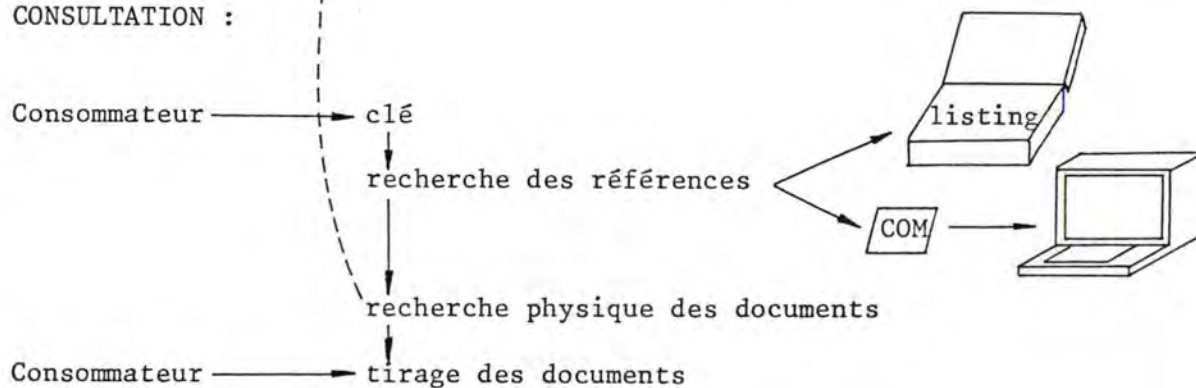 CONSULTATION :
Consommateur
clé
listing
recherche des références
COM
recherche physique des documents
Consommateur
tirage des documents